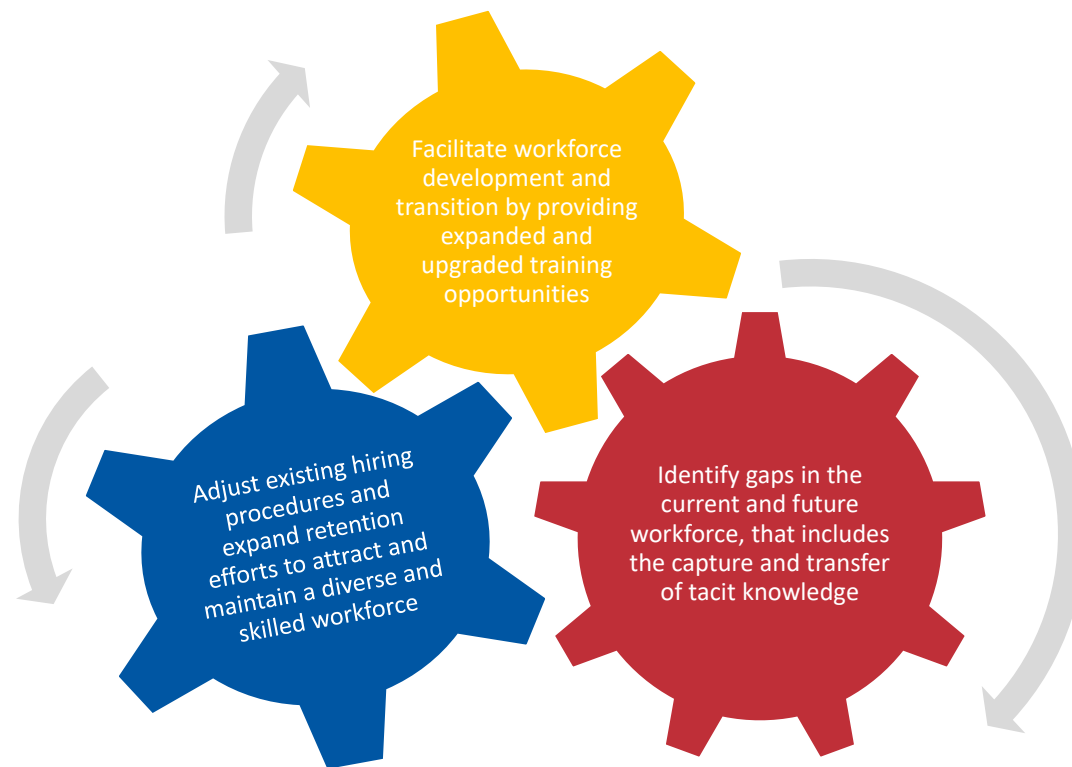 Facilitate workforce
development and
transition by providing
expanded and
upgraded training
opportunities
Adjust existing hiring
procedures and
expand retention
efforts to attract and
maintain a diverse and
skilled workforce
Identify gaps in the
current and future
workforce, that includes
the capture and transfer
of tacit knowledge